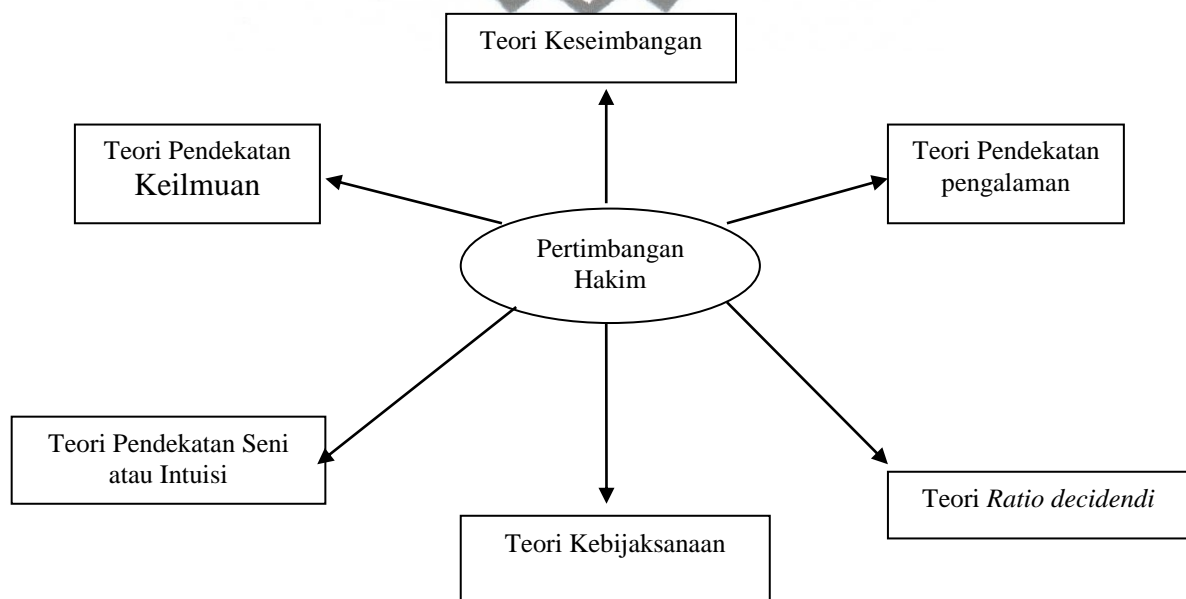 Teori Keseimbangan
Teori Pendekatan
Keilmuan
Teori Pendekatan
pengalaman
Pertimbangan
Hakim
Teori Pendekatan Seni
atau Intuisi
Teori Ratio decidendi
Teori Kebijaksanaan